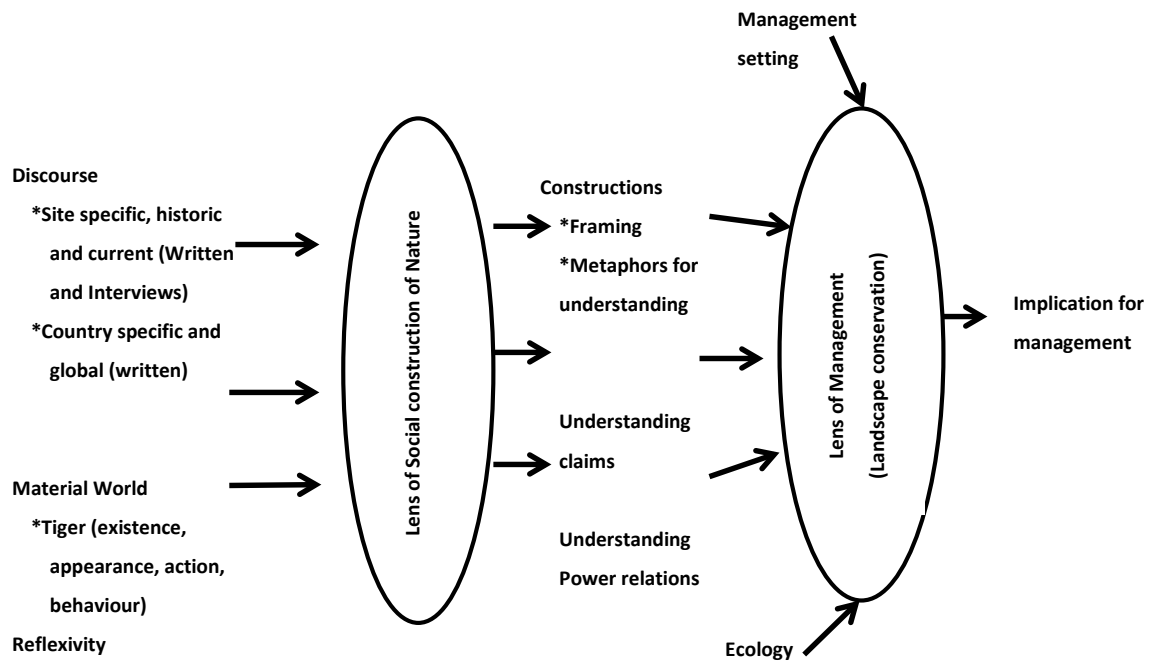 Discourse
*Site specific, historic
and current (Written
and Interviews)
*Country specific and
global (written)
Material World
*Tiger (existence,
appearance, action,
behaviour)
Reflexivity
Lens of Social construction of Nature
Constructions
*Framing
*Metaphors for
understanding
Understanding
claims
Understanding
Power relations
Management
setting
Lens of Management
(Landscape conservation)
Ecology
Implication for
management